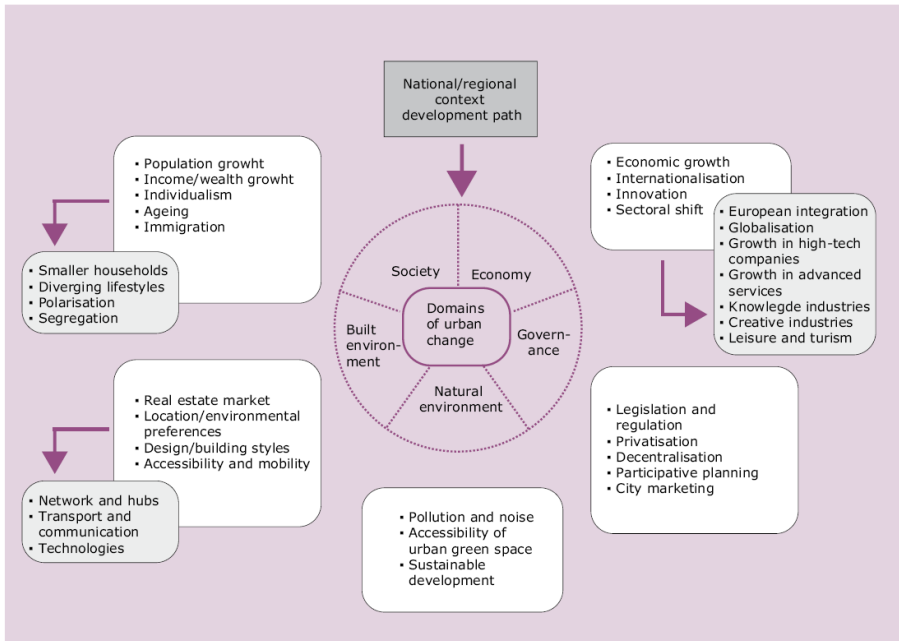 National/regional
context
development path
▪ Population growht
▪ Income/wealth growht
▪ Individualism
▪ Ageing
▪ Immigration
▪ Smaller households
▪ Diverging lifestyles
▪ Polarisation
▪ Segregation
▪ Economic growth
▪ Internationalisation
▪ Innovation
▪ Sectoral shift
▪ European integration
▪ Globalisation
▪ Growth in high-tech
companies
▪ Growth in advanced
services
▪ Knowlegde industries
▪ Creative industries
▪ Leisure and turism
Society
Economy
Domains
of urban
change
Built
environ-
ment
Govern-
ance
Natural
environment
▪ Real estate market
▪ Location/environmental
preferences
▪ Design/building styles
▪ Accessibility and mobility
▪ Network and hubs
▪ Transport and
communication
▪ Technologies
▪ Legislation and
regulation
▪ Privatisation
▪ Decentralisation
▪ Participative planning
▪ City marketing
▪ Pollution and noise
▪ Accessibility of
urban green space
▪ Sustainable
development